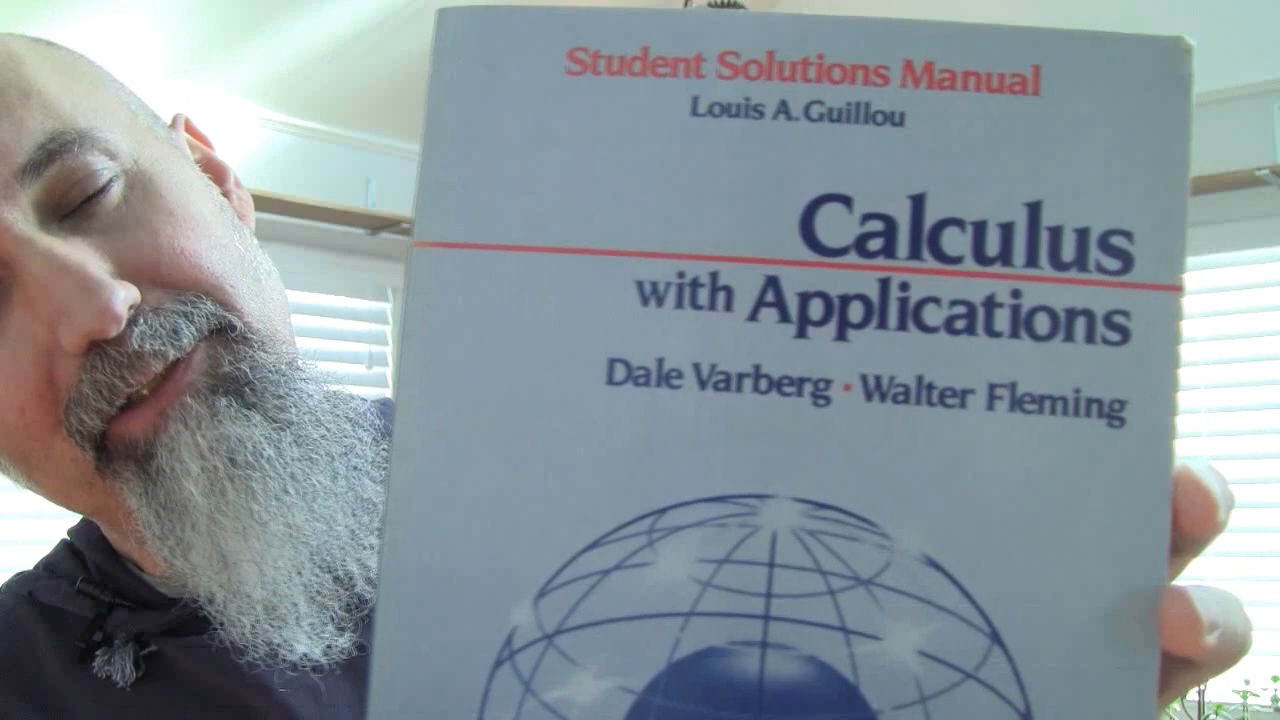 Student Solutions Manual
Louis A. Guillou
Calculus
with Applications
Dale Varberg · Walter Fleming